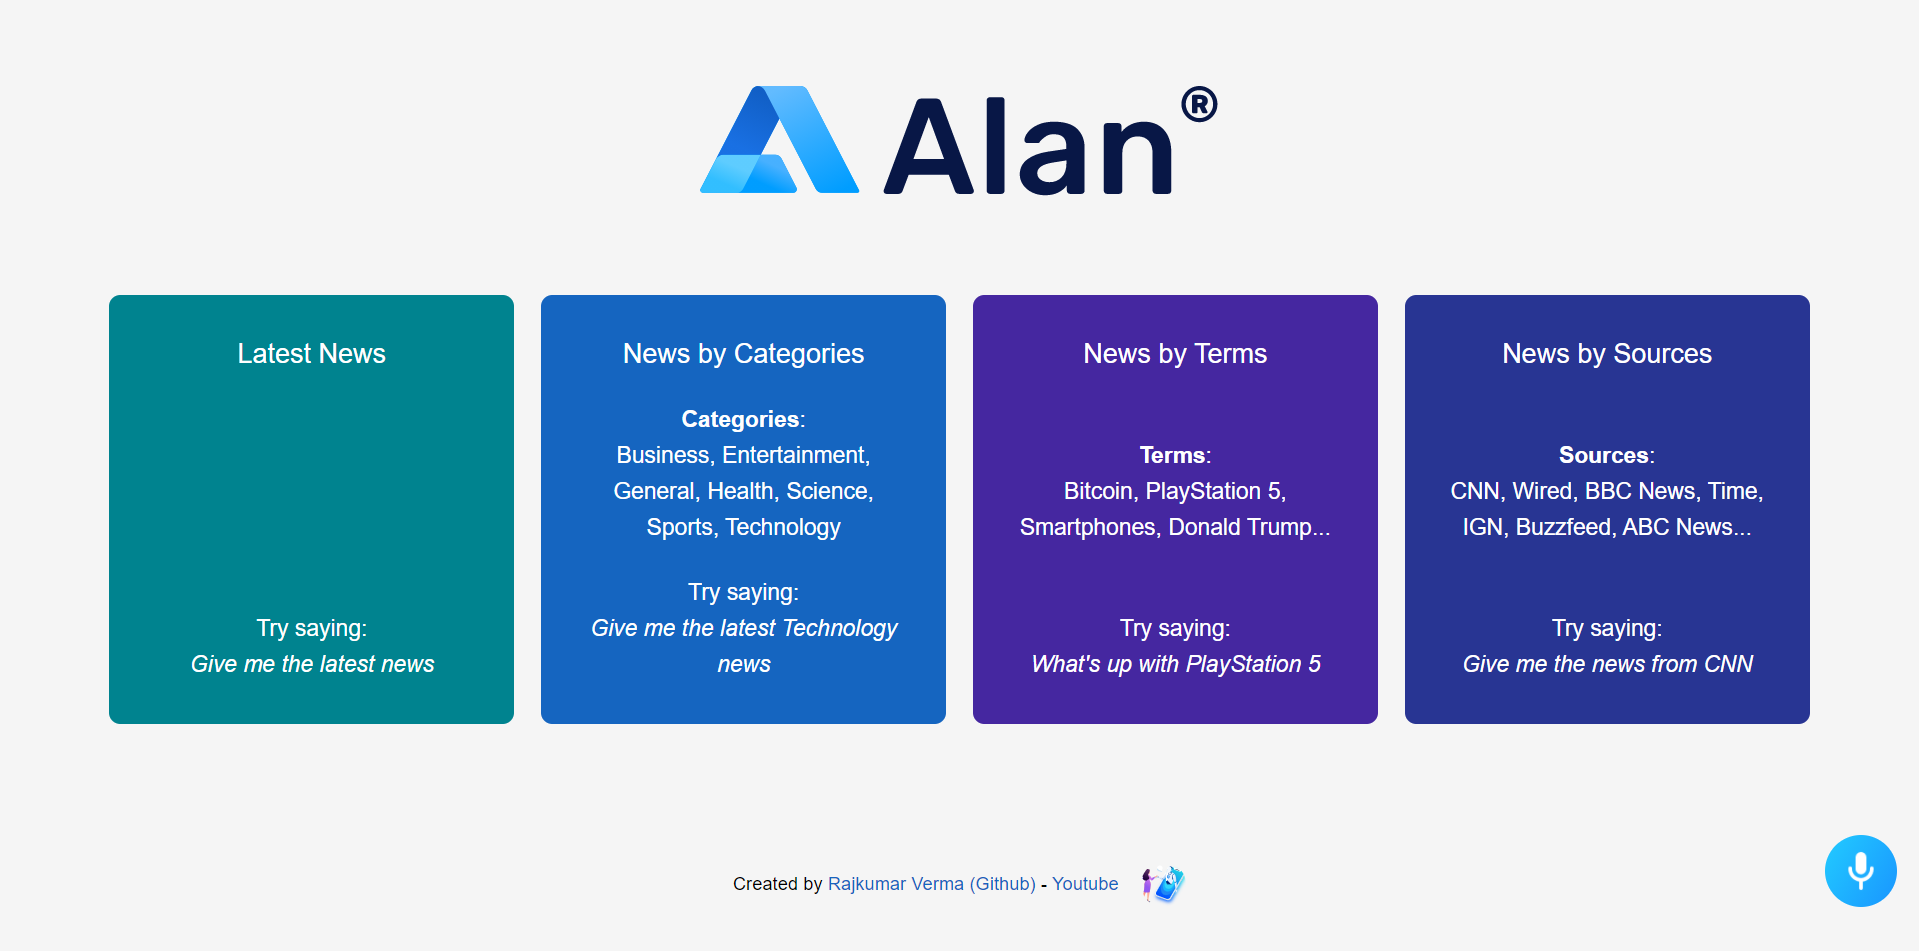 Alan®
Latest News
Try saying:
Give me the latest news
News by Categories
Categories:
Business, Entertainment,
General, Health, Science,
Sports, Technology
Try saying:
Give me the latest Technology
news
News by Terms
Terms:
Bitcoin, PlayStation 5,
Smartphones, Donald Trump...
Try saying:
What's up with PlayStation 5
News by Sources
Sources:
CNN, Wired, BBC News, Time,
IGN, Buzzfeed, ABC News...
Try saying:
Give me the news from CNN
Created by Rajkumar Verma (Github) - Youtube